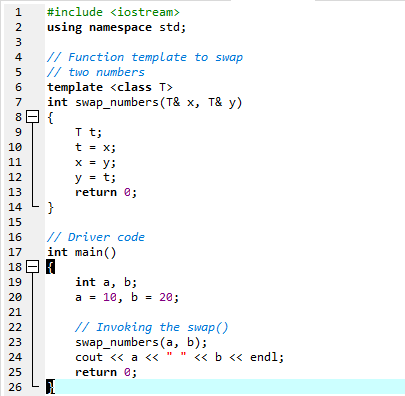 1 #include <iostream>
2 using namespace std;
3
4 // Function template to swap
5 // two numbers
6 template <class T>
7 int swap_numbers(T& x, T& y)
8 {
9     T t;
10     t = x;
11     x = y;
12     y = t;
13     return 0;
14 }
15
16 // Driver code
17 int main()
18 {
19     int a, b;
20     a = 10, b = 20;
21
22     // Invoking the swap()
23     swap_numbers(a, b);
24     cout << a << " " << b << endl;
25     return 0;
26 }